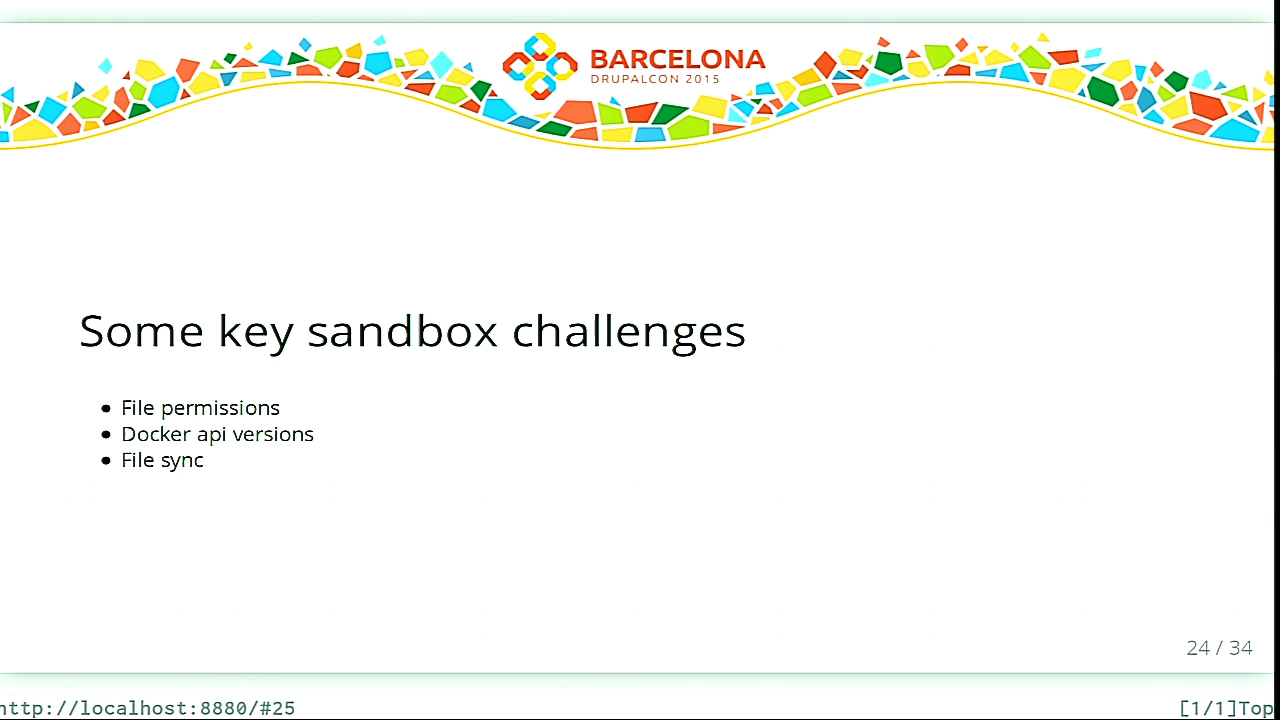 BARCELONA
DRUPALCON 2015
Some key sandbox challenges
File permissions
Docker api versions
File sync
24 / 34
http://localhost:8880/#25
[1/1]Top